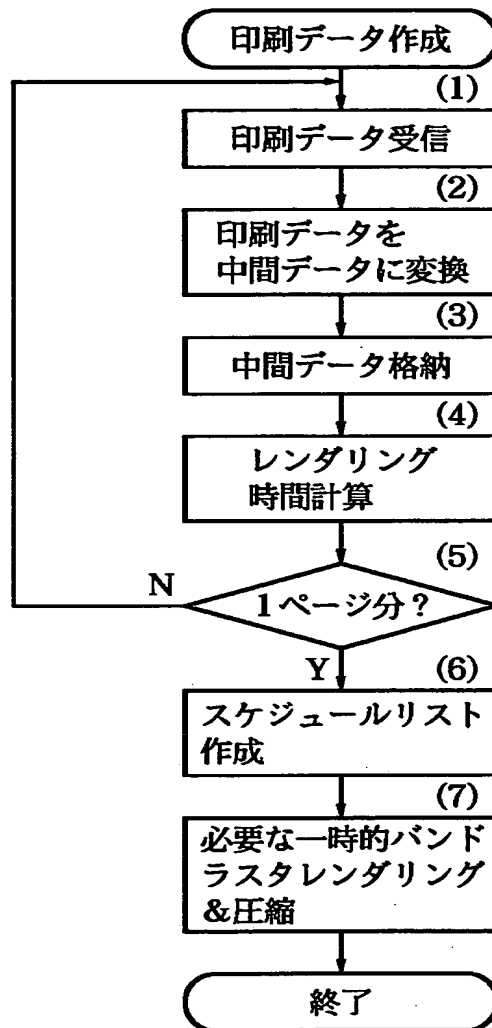 印刷データ作成
(1)
印刷データ受信
(2)
印刷データを
中間データに変換
(3)
中間データ格納
(4)
レンダリング
時間計算
(5)
N
1ページ分?
Y
(6)
スケジュールリスト
作成
(7)
必要な一時的バンド
ラスタレンダリング
&圧縮
終了